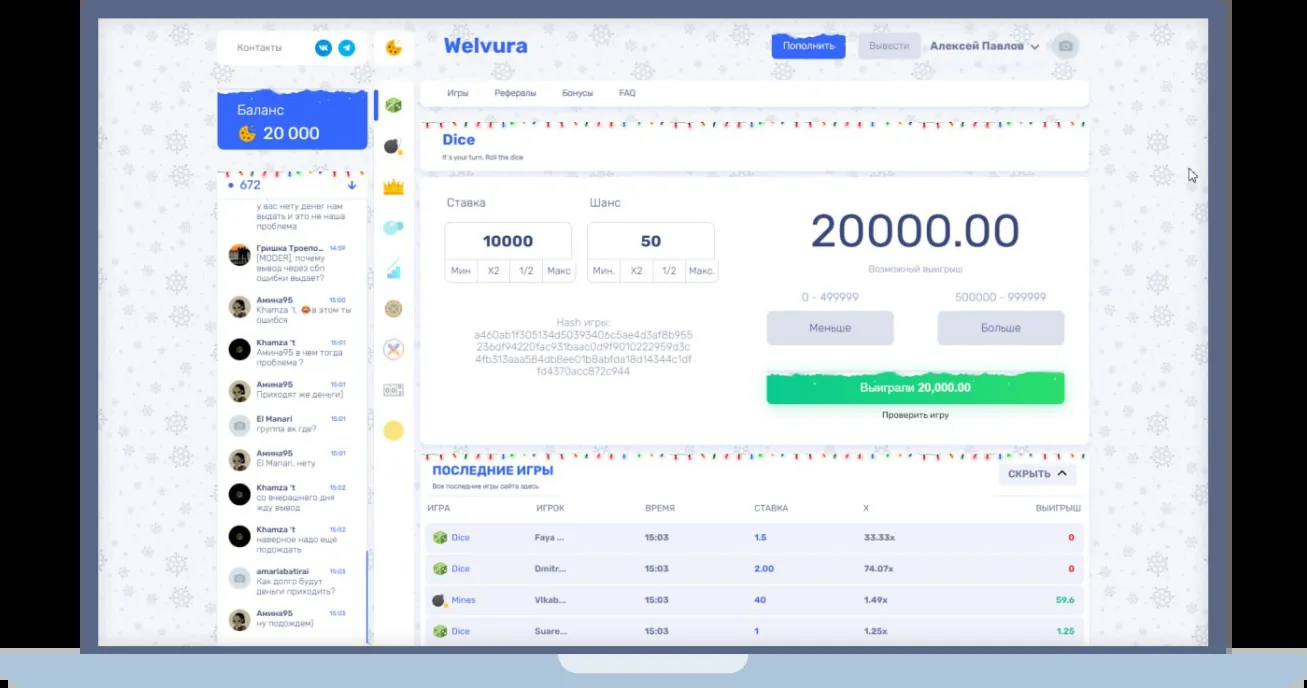 Контакты
Welvura
Пополнить
Вывести
Алексей Павлов
Баланс
20 000
Игры
Рефералы
Бонусы
FAQ
672
у вас нету денег нам
выдать и это не наша
проблема
Гришка Троепо... 14:59
[MODER], почему
вывод через сбп
ошибки выдает?
Амина95 15:00
Khamza 't, в этом ты
ошибся
Khamza 't 15:01
Амина95 в чем тогда
проблема ?
Амина95 15:01
Приходят же деньги)
El Manari 15:01
группа вк где?
Амина95 15:01
El Manari, нету
Khamza 't 15:02
со вчерашнего дня
жду вывод
Khamza 't 15:02
наверное надо еще
подождать
amarlabatirai 15:03
Как долго будут
деньги приходить?
Амина95 15:03
ну подождем)
Dice
It's your turn. Roll the dice
Ставка
Шанс
10000
50
Мин X2 1/2 Макс
Мин. X2 1/2 Макс.
Hash игры:
a460ab1f305134d50393406c5ae4d3af8b955
236df94220fac931baac0d9f9010222959d3c
4fb313aaa584db8ee01b8abfda18d14344c1df
fd4370acc872c944
20000.00
Возможный выигрыш
0 - 499999
500000 - 999999
Меньше
Больше
Выиграли 20,000.00
Проверить игру
ПОСЛЕДНИЕ ИГРЫ
Все последние игры сайта здесь
СКРЫТЬ
ИГРА ИГРОК ВРЕМЯ СТАВКА X ВЫИГРЫШ
Dice Faya ... 15:03 1.5 33.33x 0
Dice Dmitr... 15:03 2.00 74.07x 0
Mines Vlkab... 15:03 40 1.49x 59.6
Dice Suare... 15:03 1 1.25x 1.25